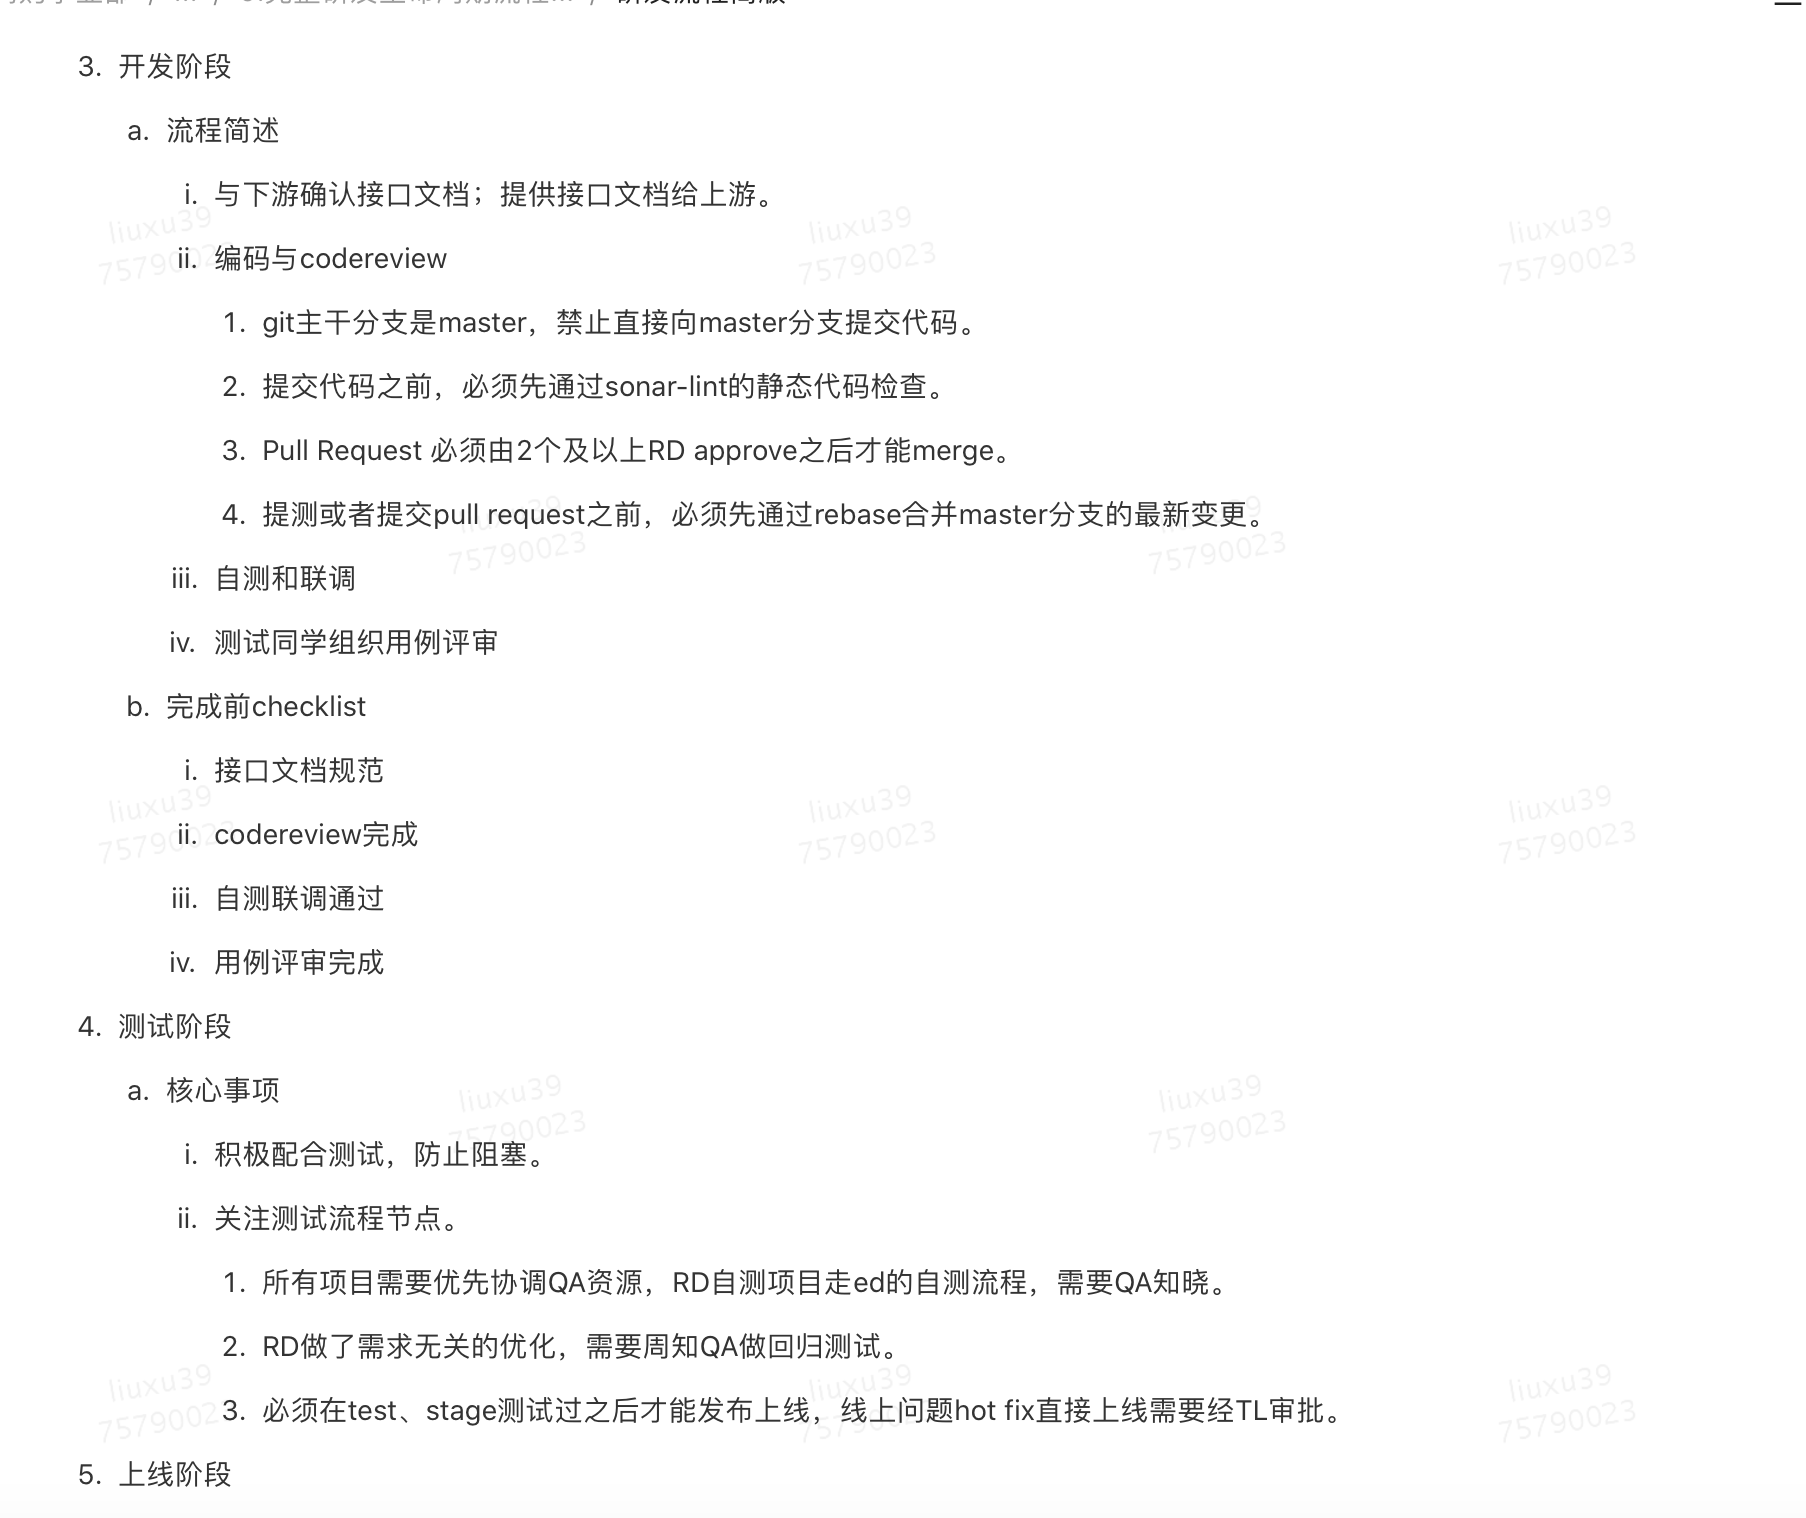 3. 开发阶段
a. 流程简述
i. 与下游确认接口文档；提供接口文档给上游。
ii. 编码与codereview
1. git主干分支是master，禁止直接向master分支提交代码。
2. 提交代码之前，必须先通过sonar-lint的静态代码检查。
3. Pull Request 必须由2个及以上RD approve之后才能merge。
4. 提测或者提交pull request之前，必须先通过rebase合并master分支的最新变更。
iii. 自测和联调
iv. 测试同学组织用例评审
b. 完成前checklist
i. 接口文档规范
ii. codereview完成
iii. 自测联调通过
iv. 用例评审完成
4. 测试阶段
a. 核心事项
i. 积极配合测试，防止阻塞。
ii. 关注测试流程节点。
1. 所有项目需要优先协调QA资源，RD自测项目走ed的自测流程，需要QA知晓。
2. RD做了需求无关的优化，需要周知QA做回归测试。
3. 必须在test、stage测试过之后才能发布上线，线上问题hot fix直接上线需要经TL审批。
5. 上线阶段
liuxu39
75790023